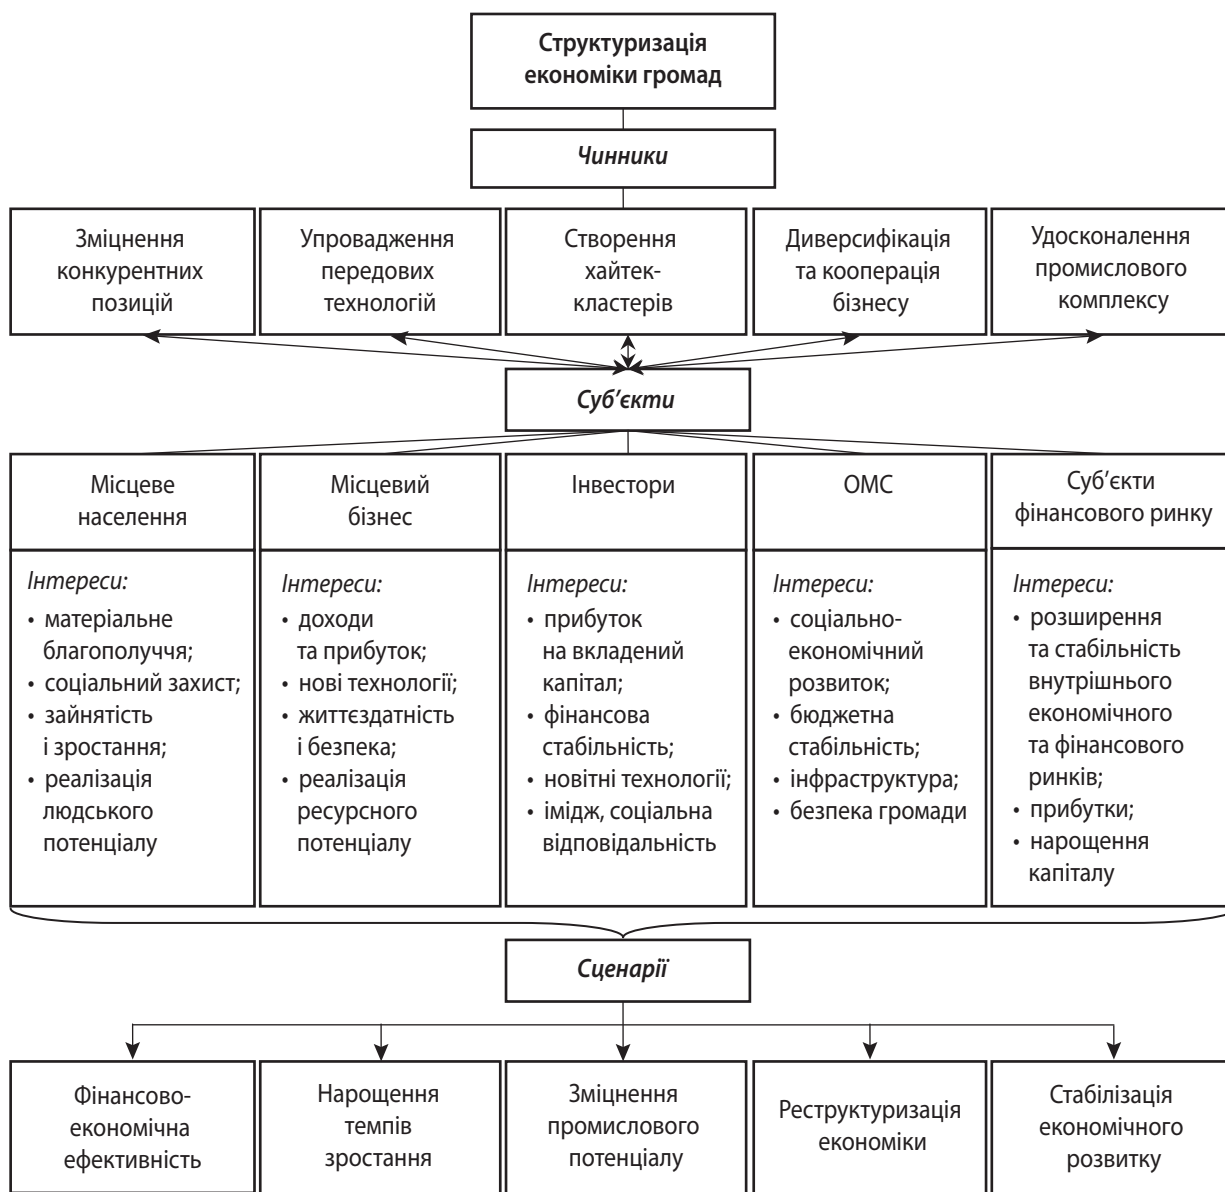 Структуризація
економіки громад
Чинники
Зміцнення
конкурентних
позицій
Упровадження
передових
технологій
Створення
хайтек-
кластерів
Диверсифікація
та кооперація
бізнесу
Удосконалення
промислового
комплексу
Суб'єкти
Місцеве
населення
Місцевий
бізнес
Інвестори
ОМС
Суб'єкти
фінансового ринку
Інтереси:
• матеріальне
благополуччя;
• соціальний захист;
• зайнятість
і зростання;
• реалізація
людського
потенціалу
Інтереси:
• доходи
та прибуток;
• нові технології;
• життєздатність
і безпека;
• реалізація
ресурсного
потенціалу
Інтереси:
• прибуток
на вкладений
капітал;
• фінансова
стабільність;
• новітні технології;
• імідж, соціальна
відповідальність
Інтереси:
• соціально-
економічний
розвиток;
• бюджетна
стабільність;
• інфраструктура;
• безпека громади
Інтереси:
• розширення
та стабільність
внутрішнього
економічного
та фінансового
ринків;
• прибутки;
• нарощення
капіталу
Сценарії
Фінансово-
економічна
ефективність
Нарощення
темпів
зростання
Зміцнення
промислового
потенціалу
Реструктуризація
економіки
Стабілізація
економічного
розвитку